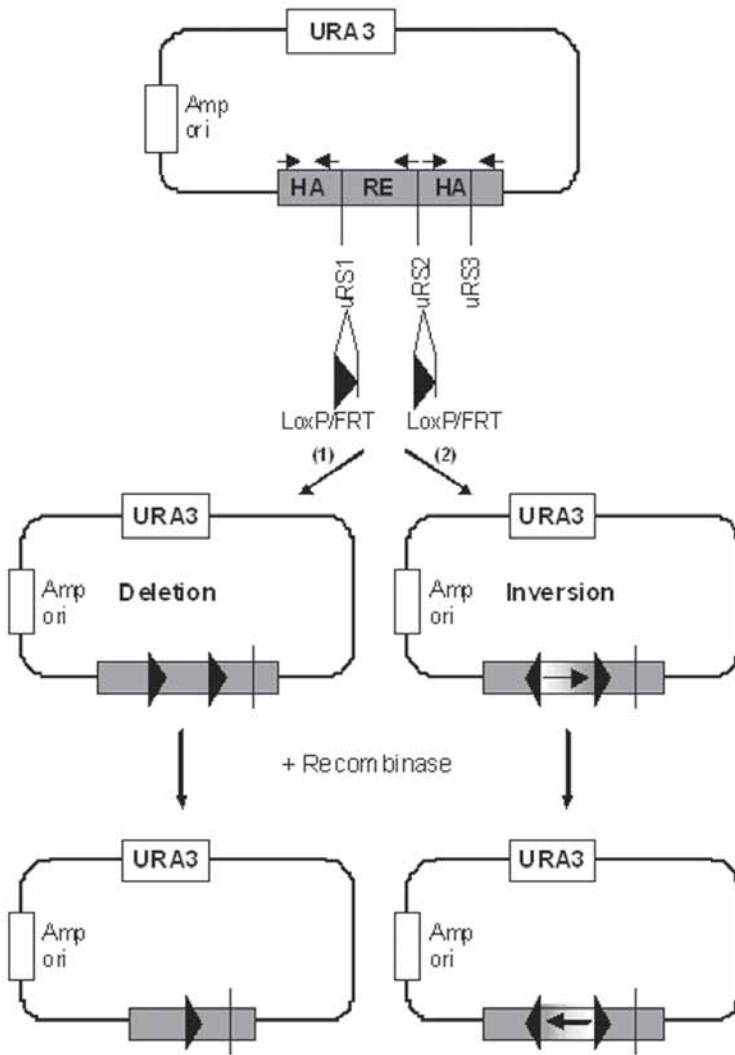 URA3
Amp
ori
HA RE HA
uRS1 uRS2 uRS3
LoxP/FRT LoxP/FRT
(1) (2)
URA3 URA3
Amp Deletion Amp Inversion
ori ori
+ Recombinase
URA3 URA3
Amp Amp
ori ori